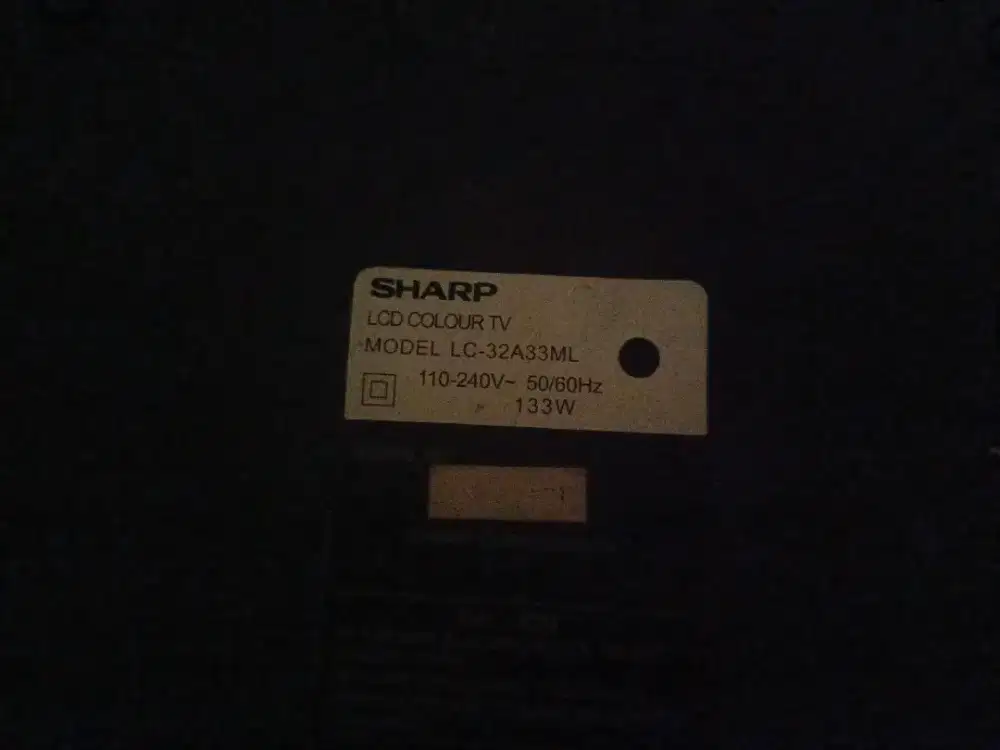 SHARP
LCD COLOUR TV
MODEL LC-32A33ML
110-240V~ 50/60Hz
133W